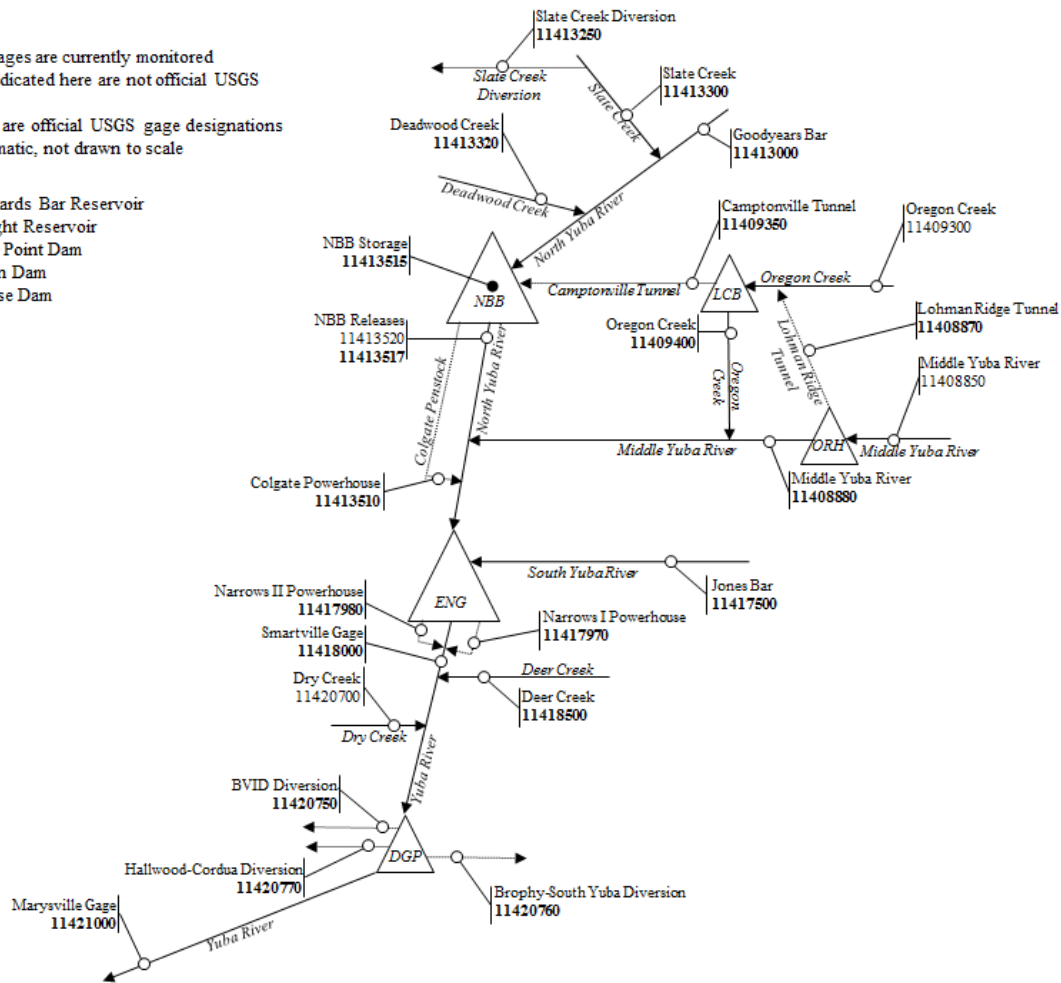 Slate Creek Diversion
11413250
ages are currently monitored
dicated here are not official USGS
Slate Creek
Diversion
Slate Creek
11413300
Slate Creek
are official USGS gage designations
matic, not drawn to scale
Deadwood Creek
11413320
Goodyears Bar
11413000
Deadwood Creek
North Yuba River
ards Bar Reservoir
ght Reservoir
Point Dam
n Dam
se Dam
Camptonville Tunnel
11409350
Oregon Creek
11409300
NBB Storage
11413515
NBB
Camptonville Tunnel
LCB
Oregon Creek
NBB Releases
11413520
11413517
Oregon Creek
11409400
Lohman Ridge Tunnel
11408870
Lohman Ridge
Tunnel
Oregon
Creek
Middle Yuba River
11408850
Colgate Penstock
North Yuba River
Middle Yuba River
ORH
Middle Yuba River
Colgate Powerhouse
11413510
Middle Yuba River
11408880
South Yuba River
Jones Bar
11417500
Narrows II Powerhouse
11417980
ENG
Narrows I Powerhouse
11417970
Smartville Gage
11418000
Deer Creek
Deer Creek
11418500
Dry Creek
11420700
Dry Creek
Yuba River
BVID Diversion
11420750
DGP
Hallwood-Cordua Diversion
11420770
Brophy-South Yuba Diversion
11420760
Marysville Gage
11421000
Yuba River